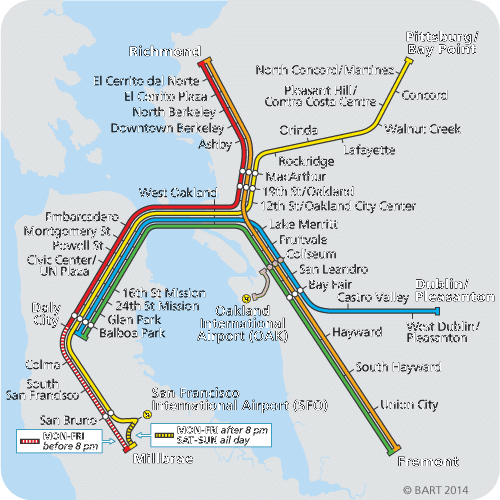 Richmond
Pittsburg/
Bay Point
El Cerrito del Norte
El Cerrito Plaza
North Berkeley
Downtown Berkeley
Ashby
North Concord/Martinez
Pleasant Hill/
Contra Costa Centre
Concord
Orinda
Walnut Creek
Lafayette
Rockridge
MacArthur
19th St/Oakland
12th St/Oakland City Center
West Oakland
Embarcadero
Montgomery St
Powell St
Civic Center/
UN Plaza
Lake Merritt
Fruitvale
Coliseum
San Leandro
Bay Fair
Castro Valley
Dublin/
Pleasanton
West Dublin/
Pleasanton
16th St Mission
24th St Mission
Glen Park
Balboa Park
Oakland
International
Airport (OAK)
Daly
City
Hayward
South Hayward
Union City
Fremont
Colma
South
San Francisco
San Bruno
San Francisco
International Airport (SFO)
MON-FRI
before 8 pm
MON-FRI after 8 pm
SAT-SUN all day
Millbrae
© BART 2014